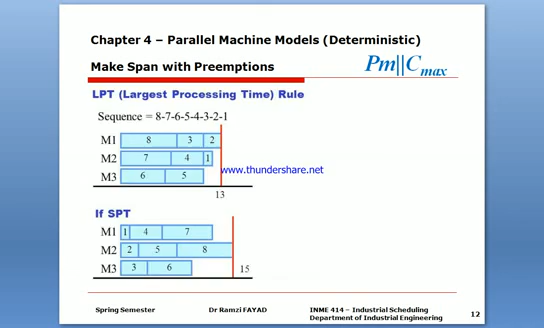 Chapter 4 – Parallel Machine Models (Deterministic)
Make Span with Preemptions
Pm||Cmax
LPT (Largest Processing Time) Rule
Sequence = 8-7-6-5-4-3-2-1
M1 8 3 2
M2 7 4 1
www.thundershare.net
M3 6 5
13
If SPT
M1 1 4 7
M2 2 5 8
M3 3 6
15
Spring Semester Dr Ramzi FAYAD INME 414 – Industrial Scheduling
Department of Industrial Engineering 12